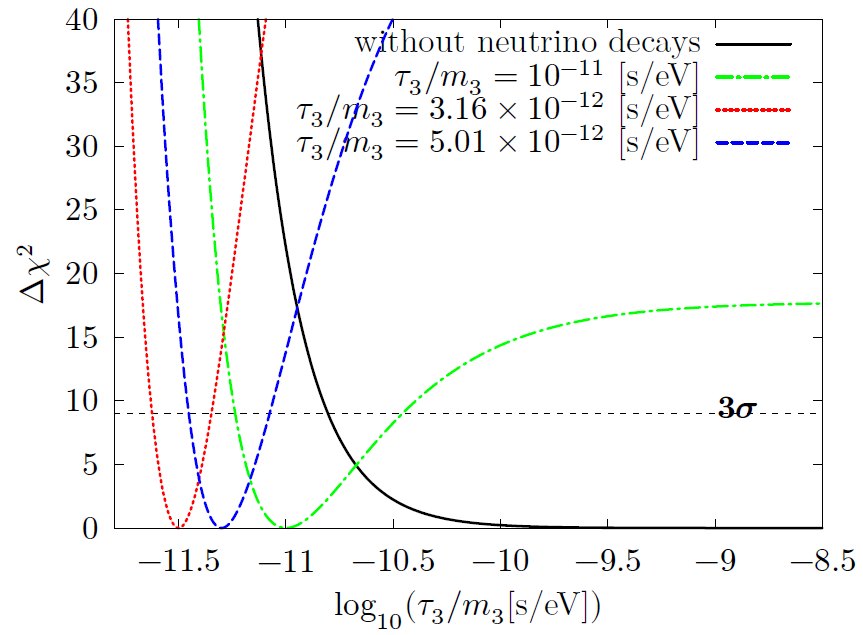 40
35
30
25
20
15
10
5
0
Δχ²
without neutrino decays
τ₃/m₃ = 10⁻¹¹ [s/eV]
τ₃/m₃ = 3.16 × 10⁻¹² [s/eV]
τ₃/m₃ = 5.01 × 10⁻¹² [s/eV]
3σ
−11.5 −11 −10.5 −10 −9.5 −9 −8.5
log₁₀(τ₃/m₃[s/eV])